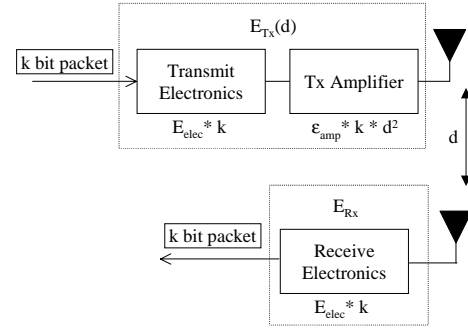 E_Tx(d)
k bit packet
Transmit
Electronics
Tx Amplifier
E_elec* k
ε_amp* k * d²
d
E_Rx
k bit packet
Receive
Electronics
E_elec* k